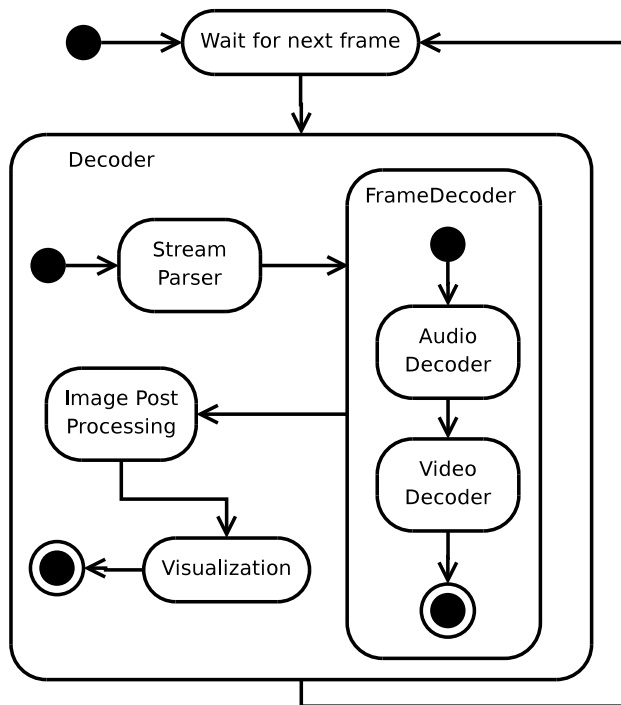 Wait for next frame
Decoder
FrameDecoder
Stream
Parser
Audio
Decoder
Image Post
Processing
Video
Decoder
Visualization